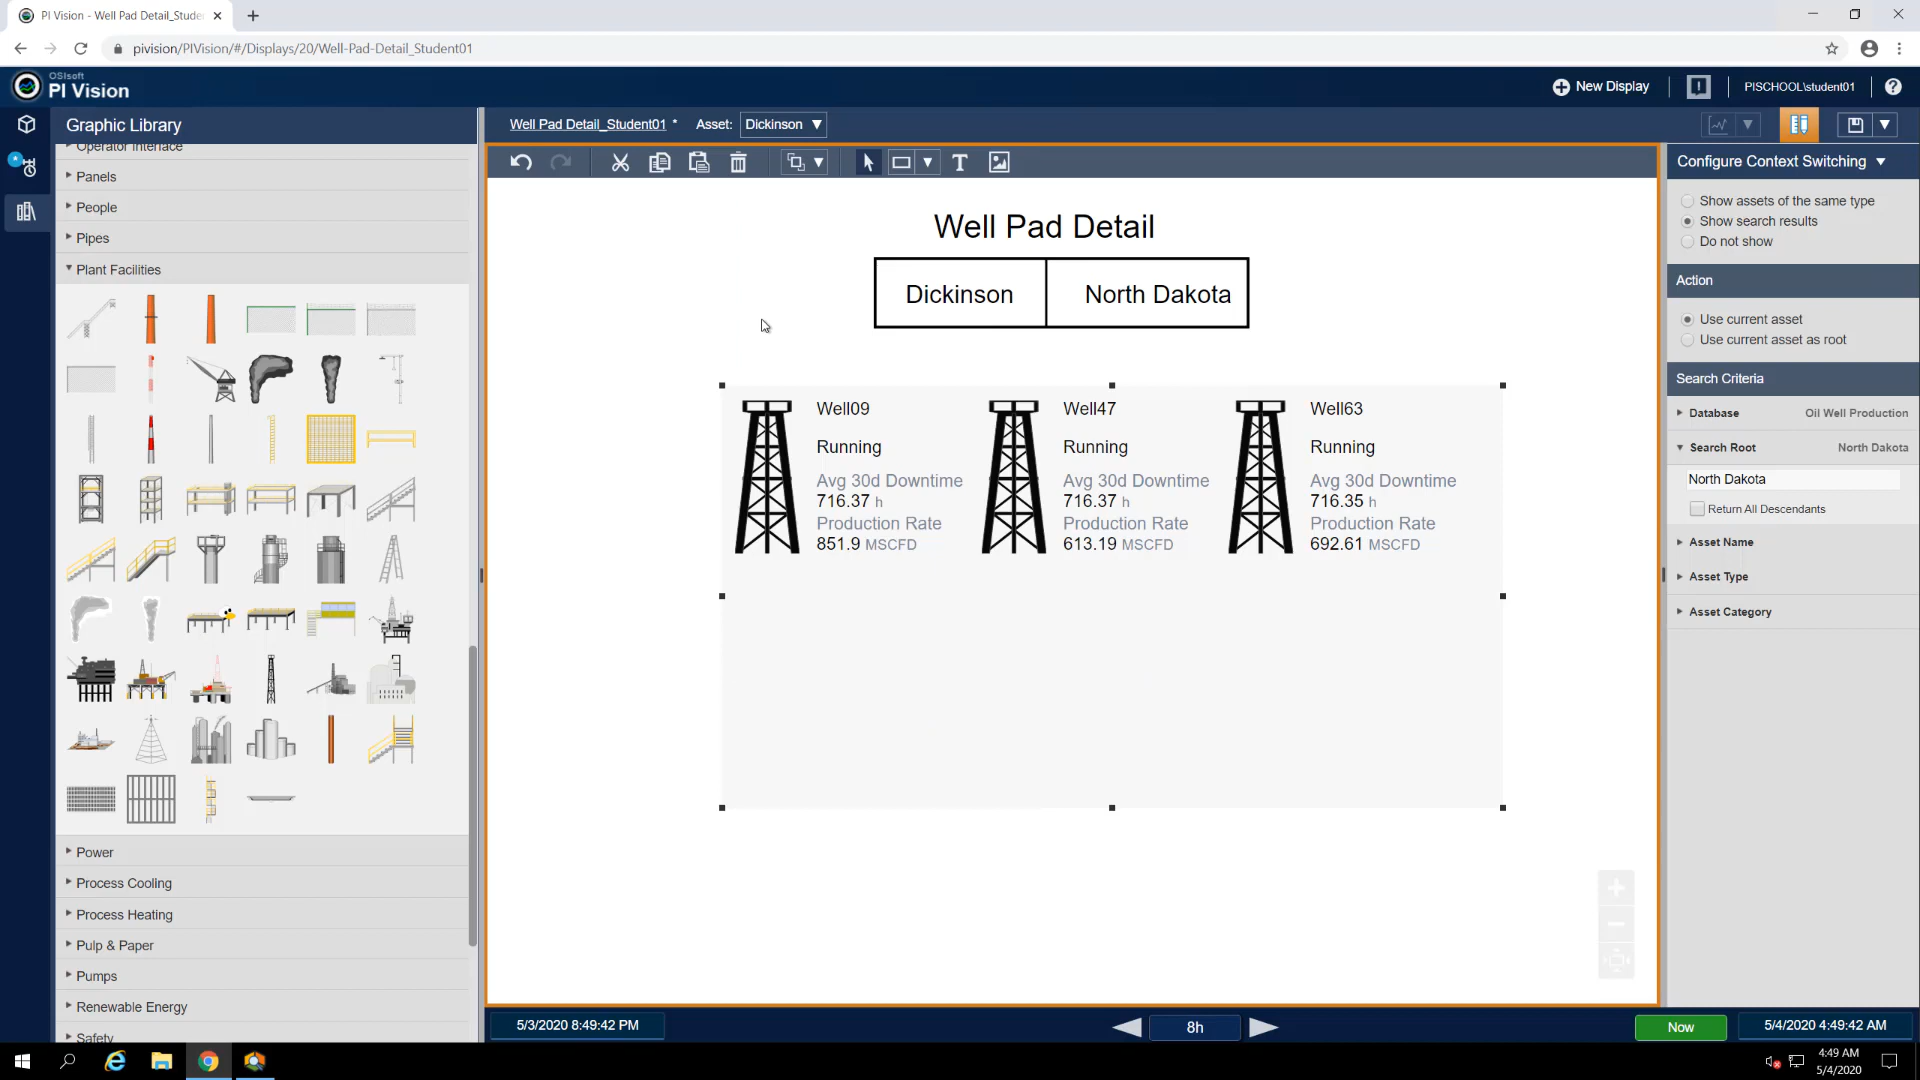 PI Vision - Well Pad Detail_Stude
pivision/PIVision/#/Displays/20/Well-Pad-Detail_Student01
OSIsoft
PI Vision
New Display
PISCHOOL\student01
Graphic Library
Well Pad Detail_Student01 *
Asset:
Dickinson
Configure Context Switching
Operator Interface
Panels
People
Pipes
Plant Facilities
Power
Process Cooling
Process Heating
Pulp & Paper
Pumps
Renewable Energy
Safety
T
Well Pad Detail
Dickinson
North Dakota
Well09
Running
Avg 30d Downtime
716.37 h
Production Rate
851.9 MSCFD
Well47
Running
Avg 30d Downtime
716.37 h
Production Rate
613.19 MSCFD
Well63
Running
Avg 30d Downtime
716.35 h
Production Rate
692.61 MSCFD
Show assets of the same type
Show search results
Do not show
Action
Use current asset
Use current asset as root
Search Criteria
Database
Oil Well Production
Search Root
North Dakota
North Dakota
Return All Descendants
Asset Name
Asset Type
Asset Category
5/3/2020 8:49:42 PM
8h
Now
5/4/2020 4:49:42 AM
4:49 AM
5/4/2020